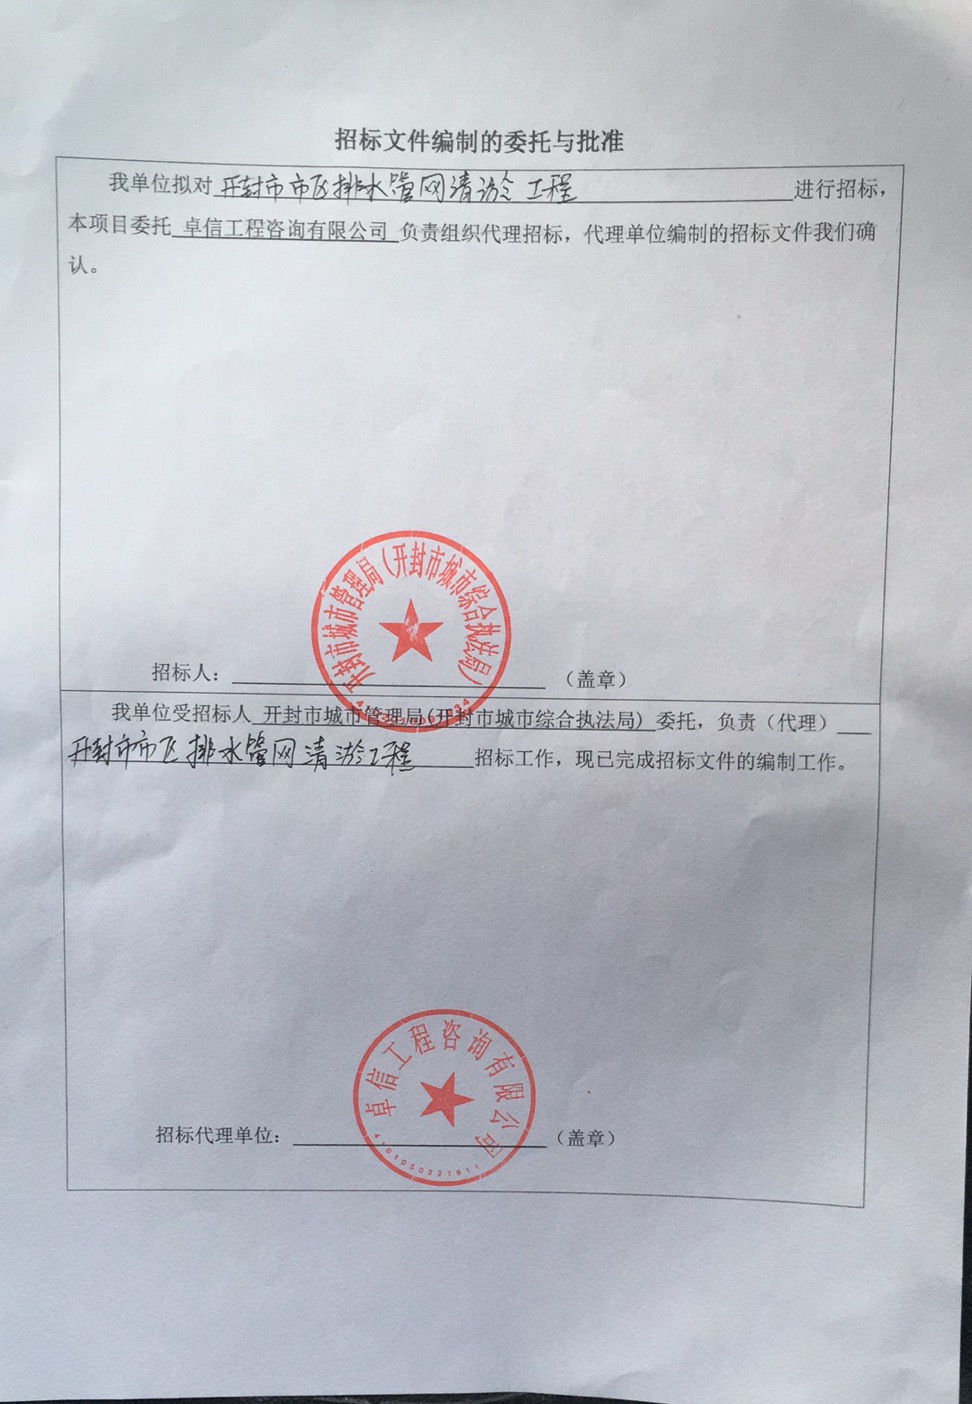 招标文件编制的委托与批准
我单位拟对 开封市市区排水管网清淤工程 进行招标，
本项目委托 卓信工程咨询有限公司 负责组织代理招标，代理单位编制的招标文件我们确
认。
开封市城市管理局（开封市城市综合执法局）
招标人： （盖章）
我单位受招标人 开封市城市管理局(开封市城市综合执法局) 委托，负责（代理）
开封市市区排水管网清淤工程 招标工作，现已完成招标文件的编制工作。
卓信工程咨询有限公司
招标代理单位： （盖章）
4101050221811